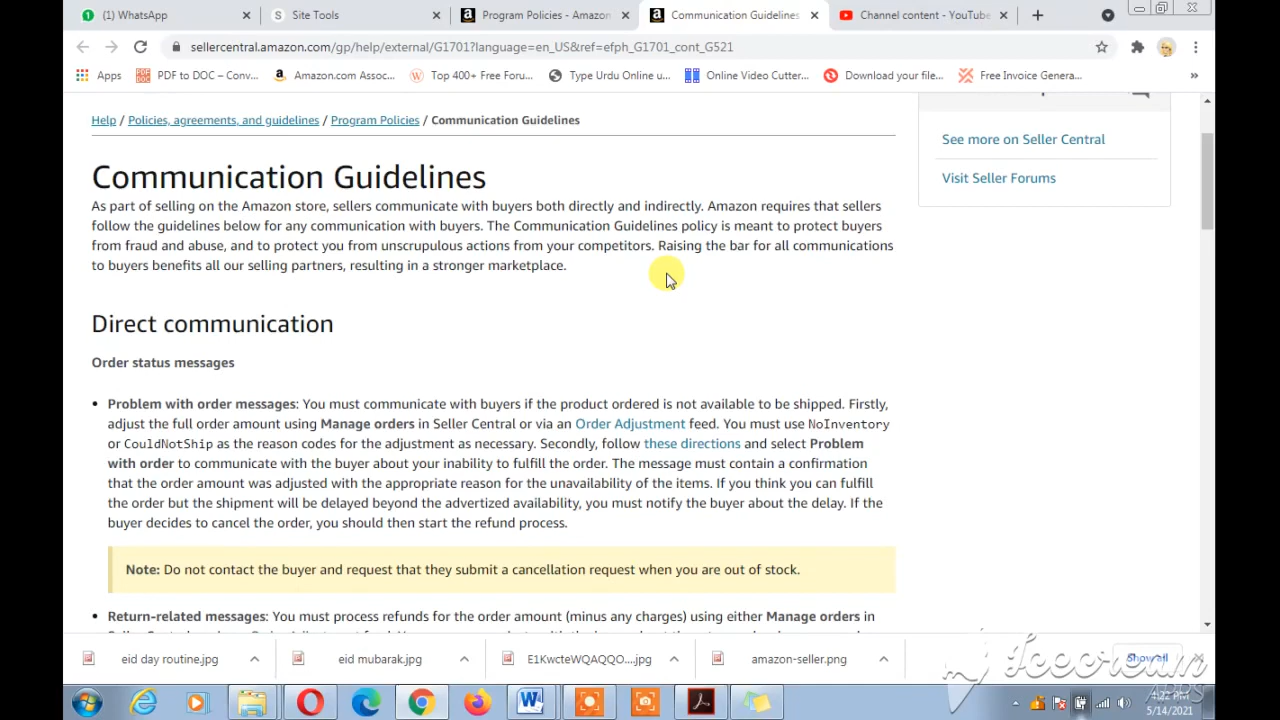 (1) WhatsApp
Site Tools
Program Policies - Amazon
Communication Guidelines
Channel content - YouTube
sellercentral.amazon.com/gp/help/external/G1701?language=en_US&ref=efph_G1701_cont_G521
Apps
PDF to DOC – Conv...
Amazon.com Assoc...
Top 400+ Free Foru...
Type Urdu Online u...
Online Video Cutter...
Download your file...
Free Invoice Genera...
»
Help / Policies, agreements, and guidelines / Program Policies / Communication Guidelines
See more on Seller Central
Visit Seller Forums
Communication Guidelines
As part of selling on the Amazon store, sellers communicate with buyers both directly and indirectly. Amazon requires that sellers
follow the guidelines below for any communication with buyers. The Communication Guidelines policy is meant to protect buyers
from fraud and abuse, and to protect you from unscrupulous actions from your competitors. Raising the bar for all communications
to buyers benefits all our selling partners, resulting in a stronger marketplace.
Direct communication
Order status messages
• Problem with order messages: You must communicate with buyers if the product ordered is not available to be shipped. Firstly,
adjust the full order amount using Manage orders in Seller Central or via an Order Adjustment feed. You must use NoInventory
or CouldNotShip as the reason codes for the adjustment as necessary. Secondly, follow these directions and select Problem
with order to communicate with the buyer about your inability to fulfill the order. The message must contain a confirmation
that the order amount was adjusted with the appropriate reason for the unavailability of the items. If you think you can fulfill
the order but the shipment will be delayed beyond the advertized availability, you must notify the buyer about the delay. If the
buyer decides to cancel the order, you should then start the refund process.
Note: Do not contact the buyer and request that they submit a cancellation request when you are out of stock.
• Return-related messages: You must process refunds for the order amount (minus any charges) using either Manage orders in
eid day routine.jpg
eid mubarak.jpg
E1KwcteWQAQQO....jpg
amazon-seller.png
Show all
Icecream
APPS
4:22 PM
5/14/2021